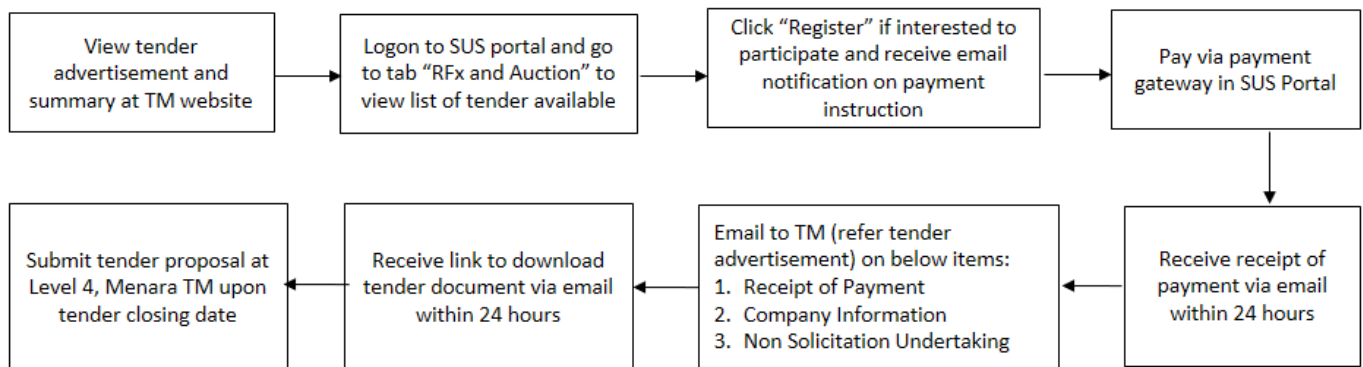 View tender
advertisement and
summary at TM website
Logon to SUS portal and go
to tab “RFx and Auction” to
view list of tender available
Click “Register” if interested to
participate and receive email
notification on payment
instruction
Pay via payment
gateway in SUS Portal
Receive receipt of
payment via email
within 24 hours
Email to TM (refer tender
advertisement) on below items:
1. Receipt of Payment
2. Company Information
3. Non Solicitation Undertaking
Receive link to download
tender document via email
within 24 hours
Submit tender proposal at
Level 4, Menara TM upon
tender closing date